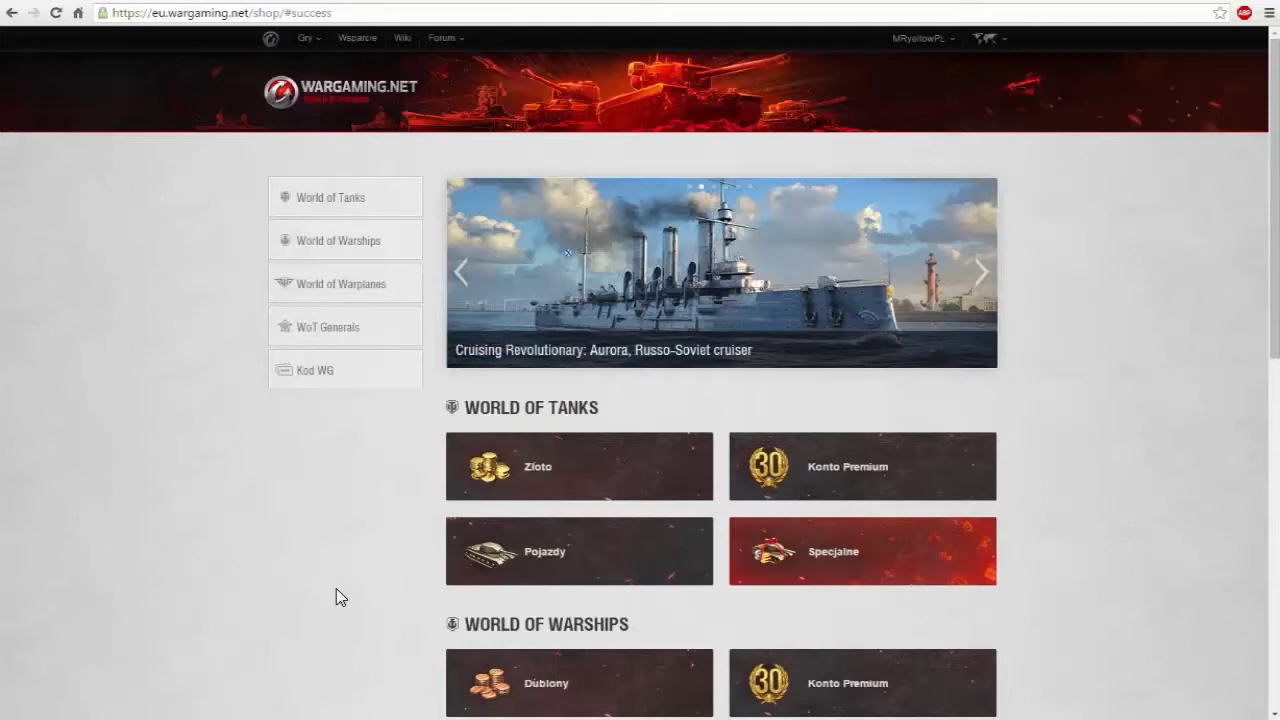 https://eu.wargaming.net/shop/#success
ABP
Gry
Wsparcie
Wiki
Forum
MRyellowPL
WARGAMING.NET
World of Tanks
World of Warships
World of Warplanes
WoT Generals
Kod WG
Cruising Revolutionary: Aurora, Russo-Soviet cruiser
WORLD OF TANKS
Złoto
30 Konto Premium
Pojazdy
Specjalne
WORLD OF WARSHIPS
Dublony
30 Konto Premium